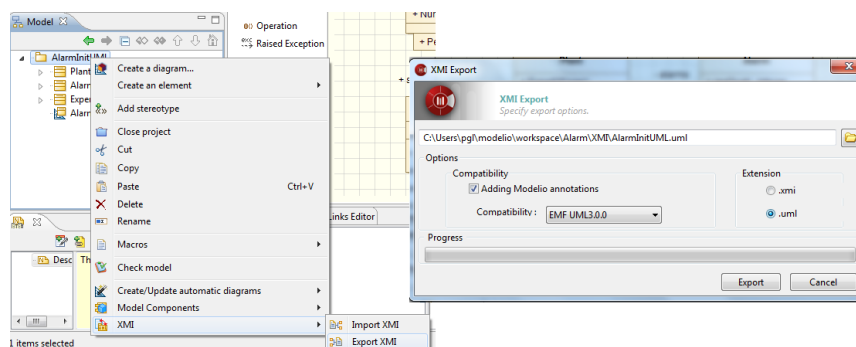 Model
AlarmInitUML
Plant
Alarm
Exper
Alarm
Desc Th
1 items selected
Create a diagram...
Create an element
Add stereotype
Close project
Cut
Copy
Paste Ctrl+V
Delete
Rename
Macros
Check model
Create/Update automatic diagrams
Model Components
XMI
Import XMI
Export XMI
Operation
Raised Exception
+ Nur
+ Pe
+ s
inks Editor
XMI Export
XMI Export
Specify export options.
C:\Users\pgl\modelio\workspace\Alarm\XMI\AlarmInitUML.uml
Options
Compatibility
Adding Modelio annotations
Compatibility : EMF UML3.0.0
Extension
.xmi
.uml
Progress
Export Cancel